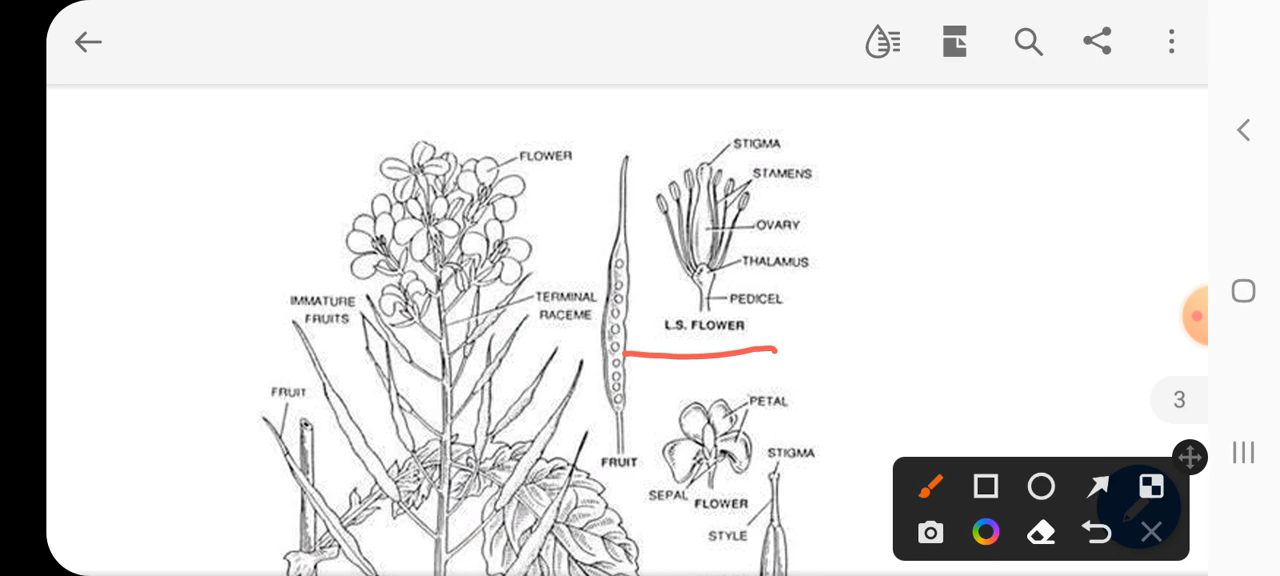 FLOWER
STIGMA
STAMENS
OVARY
THALAMUS
PEDICEL
L.S. FLOWER
IMMATURE
FRUITS
TERMINAL
RACEME
FRUIT
FRUIT
PETAL
STIGMA
SEPAL
FLOWER
STYLE
3